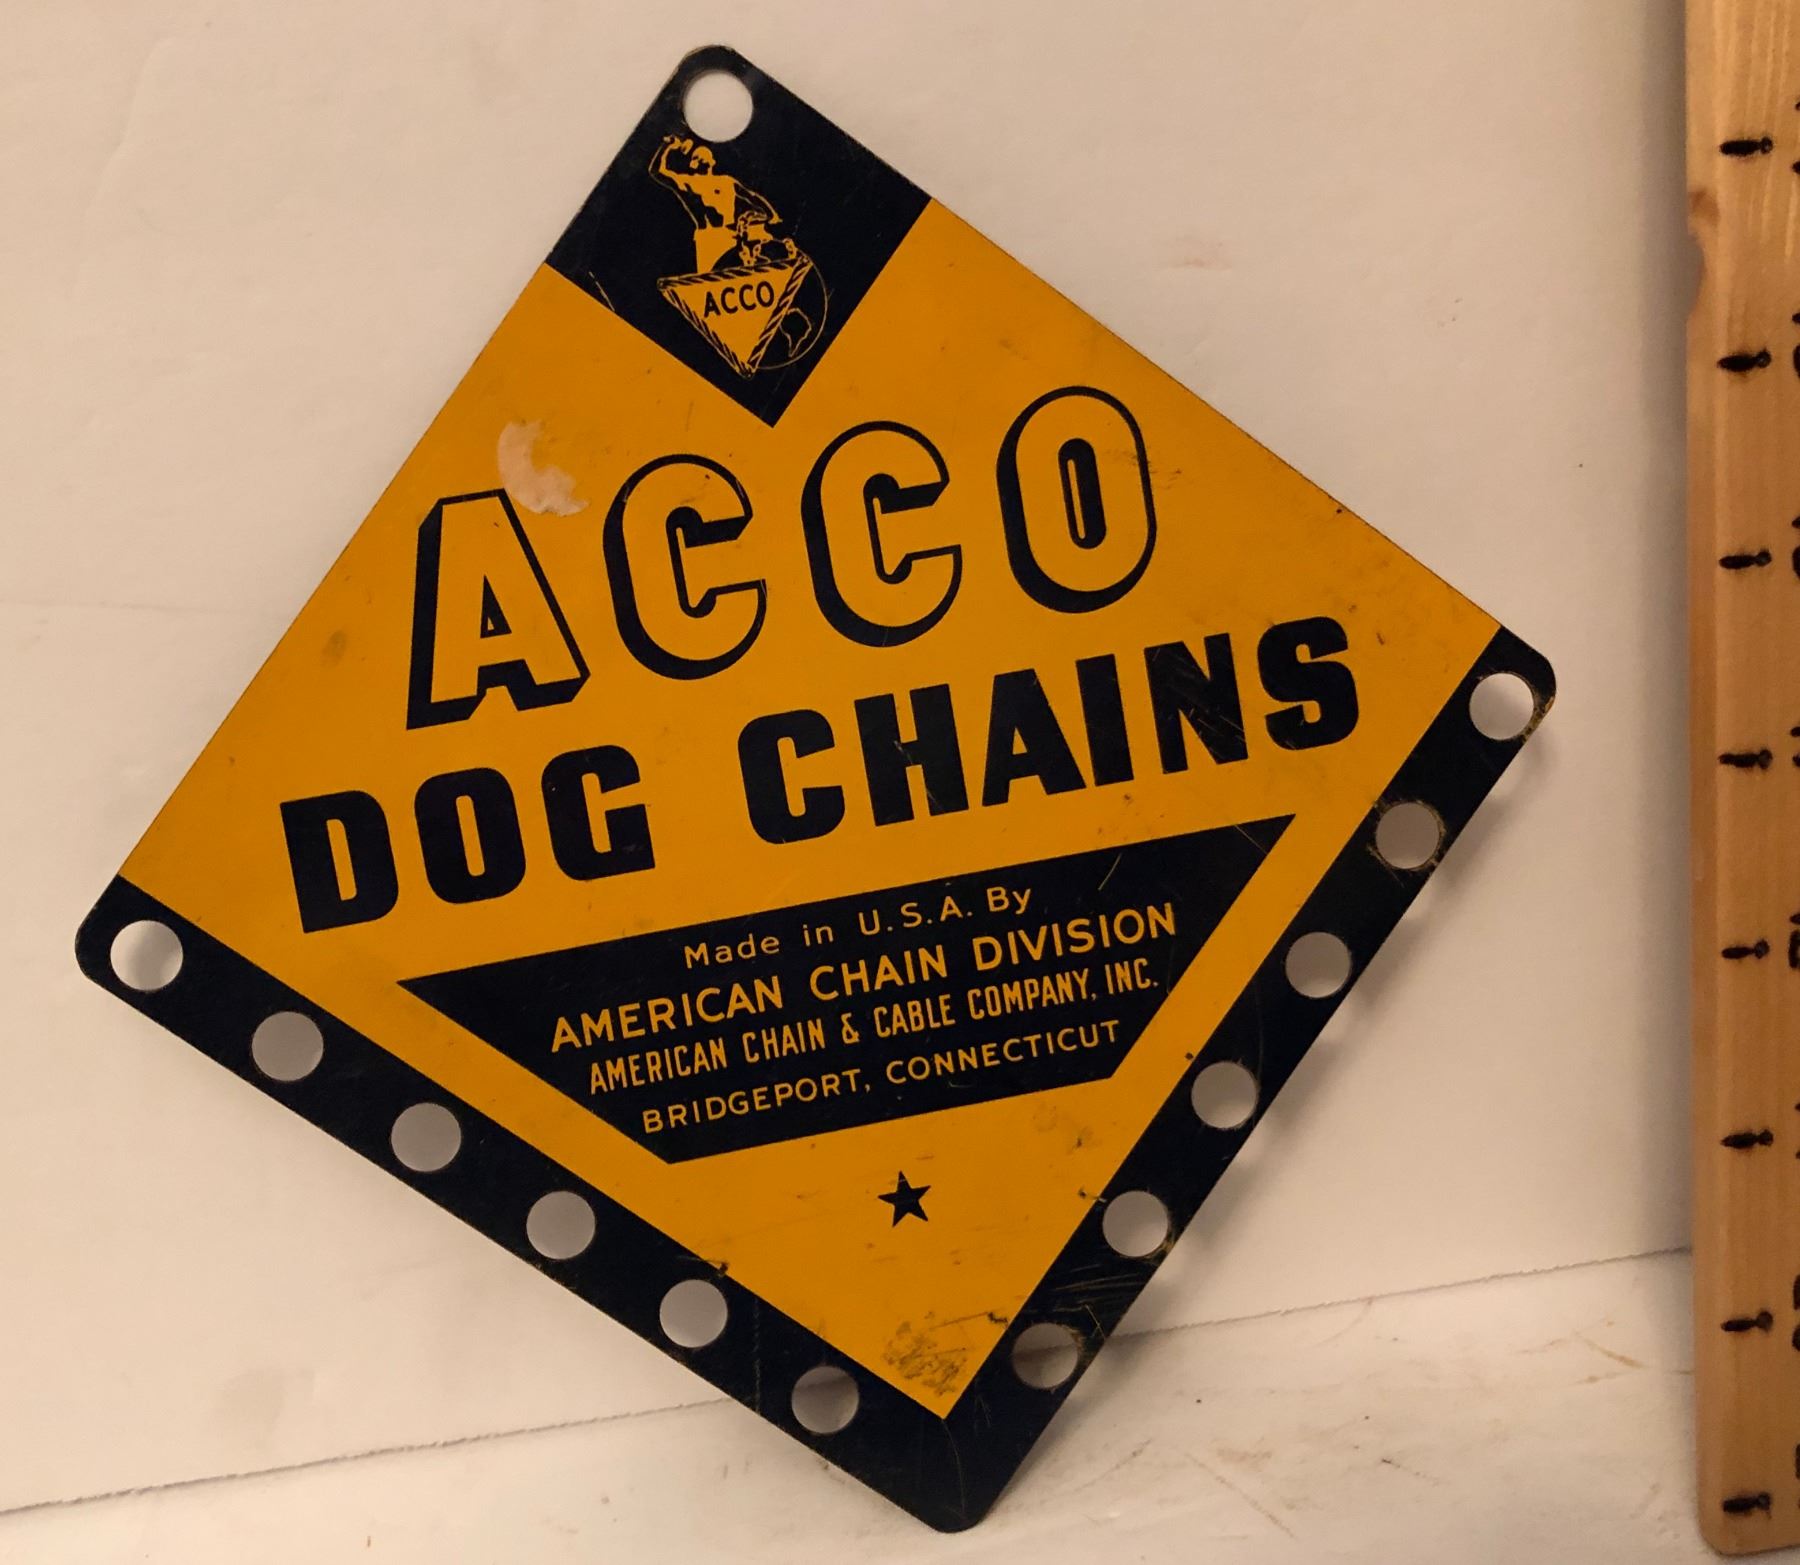 ACCO
ACCO
DOG CHAINS
Made in U.S.A. By
AMERICAN CHAIN DIVISION
AMERICAN CHAIN & CABLE COMPANY, INC.
BRIDGEPORT, CONNECTICUT